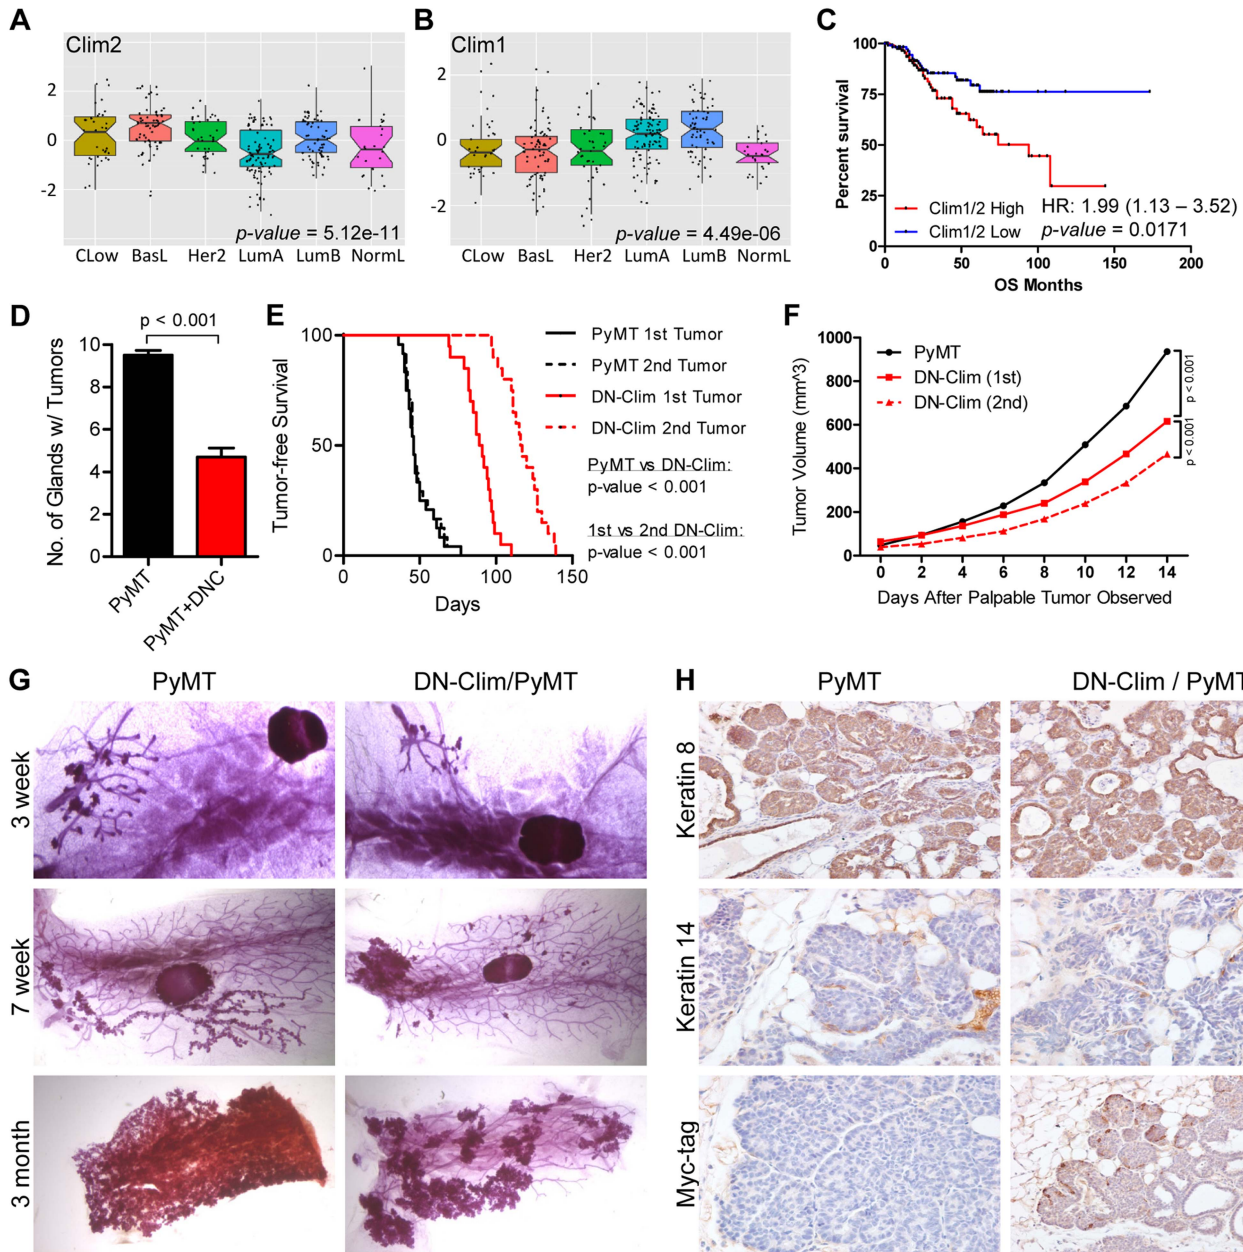 A
Clim2
2
0
-2
p-value = 5.12e-11
CLow BasL Her2 LumA LumB NormL
B
Clim1
2
0
-2
p-value = 4.49e-06
CLow BasL Her2 LumA LumB NormL
C
Percent survival
100
75
50
25
0
Clim1/2 High
Clim1/2 Low
HR: 1.99 (1.13 – 3.52)
p-value = 0.0171
0 50 100 150 200
OS Months
D
p < 0.001
No. of Glands w/ Tumors
10
8
6
4
2
0
PyMT
PyMT+DNC
E
Tumor-free Survival
100
50
0
0 50 100 150
Days
PyMT 1st Tumor
PyMT 2nd Tumor
DN-Clim 1st Tumor
DN-Clim 2nd Tumor
PyMT vs DN-Clim:
p-value < 0.001
1st vs 2nd DN-Clim:
p-value < 0.001
F
Tumor Volume (mm^3)
1000
800
600
400
200
0
PyMT
DN-Clim (1st)
DN-Clim (2nd)
p < 0.001
p < 0.001
0 2 4 6 8 10 12 14
Days After Palpable Tumor Observed
G
PyMT DN-Clim/PyMT
3 week
7 week
3 month
H
PyMT DN-Clim / PyMT
Keratin 8
Keratin 14
Myc-tag